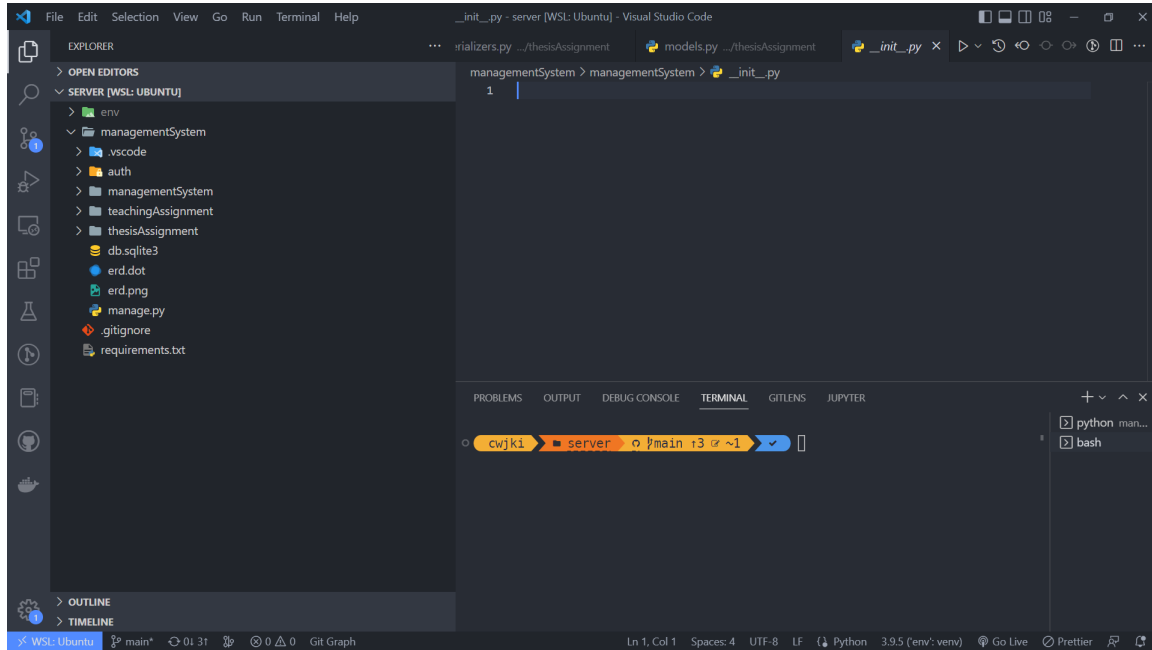 File Edit Selection View Go Run Terminal Help
__init__.py - server [WSL: Ubuntu] - Visual Studio Code
EXPLORER
OPEN EDITORS
SERVER [WSL: UBUNTU]
env
managementSystem
.vscode
auth
managementSystem
teachingAssignment
thesisAssignment
db.sqlite3
erd.dot
erd.png
manage.py
.gitignore
requirements.txt
OUTLINE
TIMELINE
1
1
erializers.py .../thesisAssignment models.py .../thesisAssignment __init__.py
managementSystem > managementSystem > __init__.py
1
PROBLEMS OUTPUT DEBUG CONSOLE TERMINAL GITLENS JUPYTER
cwjki server main ↑3 ~1
python man...
bash
WSL: Ubuntu main* 0↓ 3↑ 0 0 Git Graph
Ln 1, Col 1 Spaces: 4 UTF-8 LF Python 3.9.5 ('env': venv) Go Live Prettier